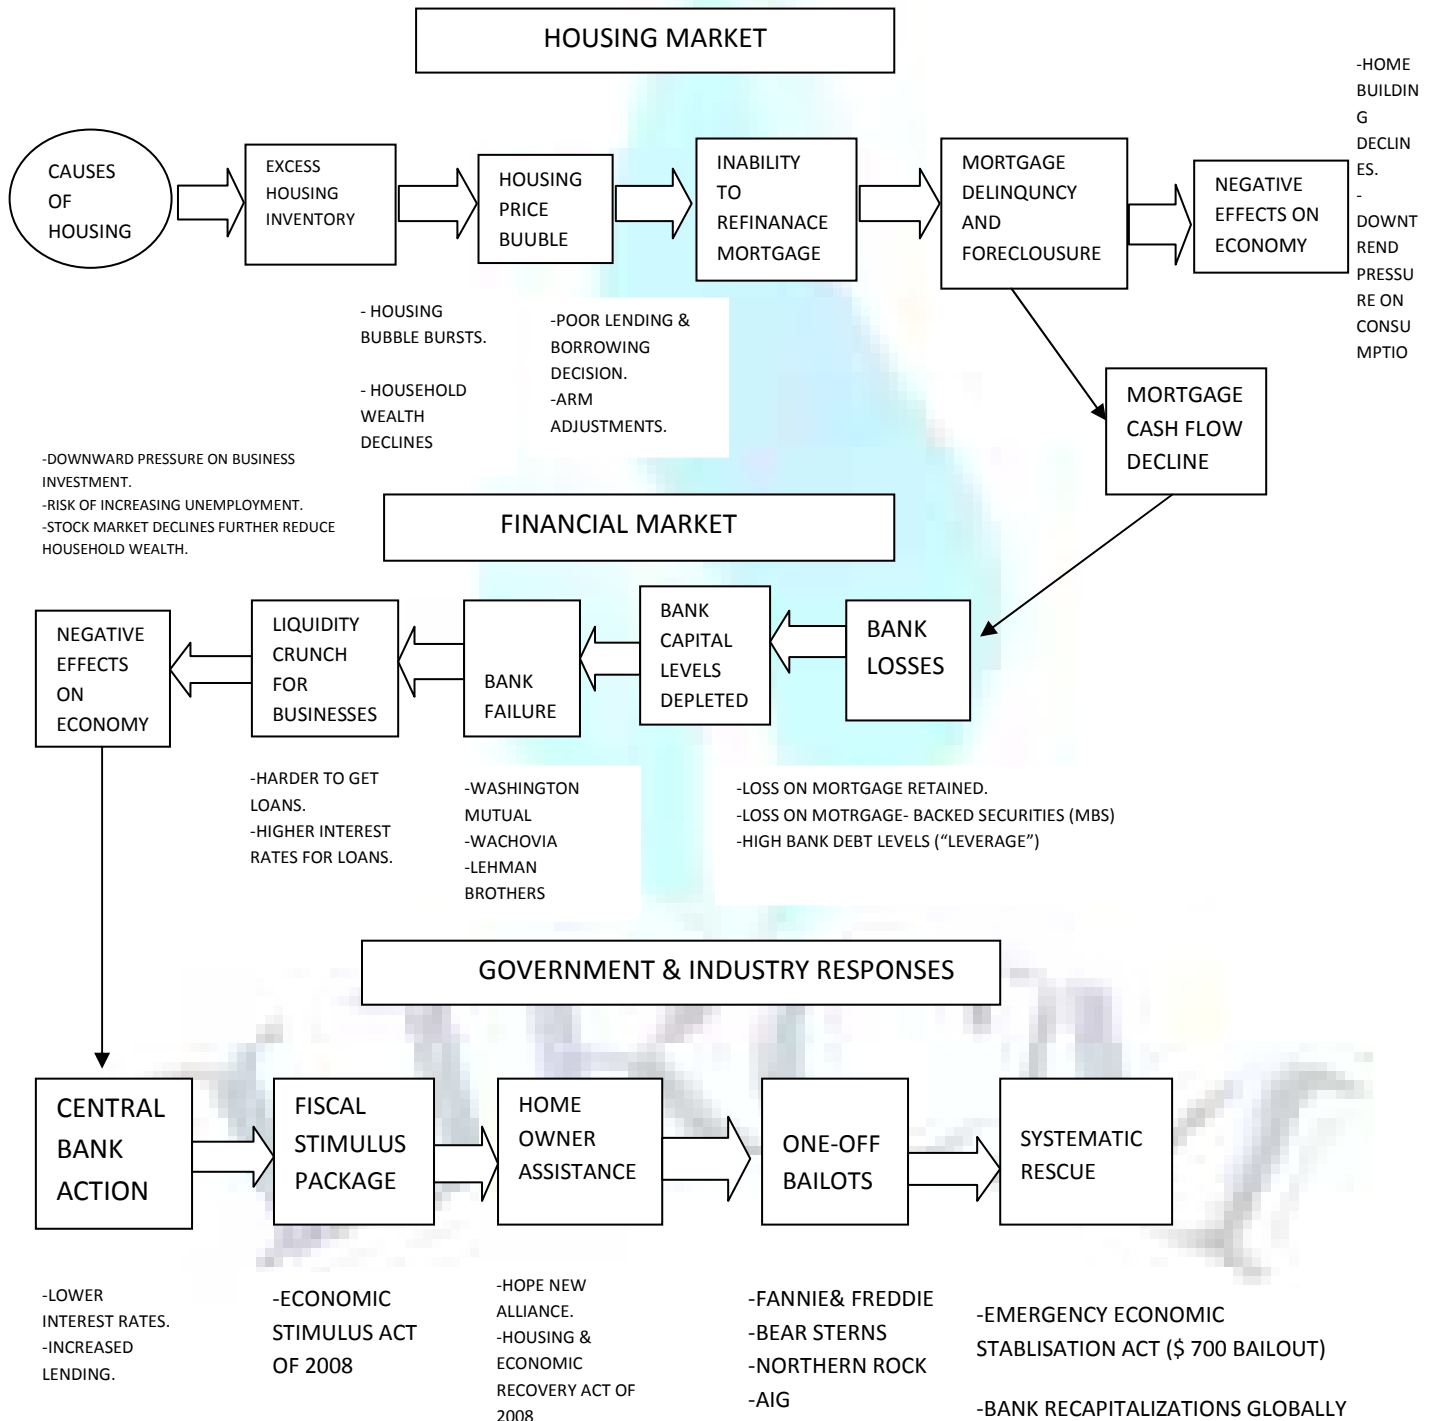 HOUSING MARKET
CAUSES
OF
HOUSING
EXCESS
HOUSING
INVENTORY
HOUSING
PRICE
BUUBLE
INABILITY
TO
REFINANACE
MORTGAGE
MORTGAGE
DELINQUNCY
AND
FORECLOUSURE
NEGATIVE
EFFECTS ON
ECONOMY
-HOME
BUILDIN
G
DECLIN
ES.
-
DOWNT
REND
PRESSU
RE ON
CONSU
MPTIO
- HOUSING
BUBBLE BURSTS.
- HOUSEHOLD
WEALTH
DECLINES
-POOR LENDING &
BORROWING
DECISION.
-ARM
ADJUSTMENTS.
MORTGAGE
CASH FLOW
DECLINE
-DOWNWARD PRESSURE ON BUSINESS
INVESTMENT.
-RISK OF INCREASING UNEMPLOYMENT.
-STOCK MARKET DECLINES FURTHER REDUCE
HOUSEHOLD WEALTH.
FINANCIAL MARKET
NEGATIVE
EFFECTS
ON
ECONOMY
LIQUIDITY
CRUNCH
FOR
BUSINESSES
BANK
FAILURE
BANK
CAPITAL
LEVELS
DEPLETED
BANK
LOSSES
-HARDER TO GET
LOANS.
-HIGHER INTEREST
RATES FOR LOANS.
-WASHINGTON
MUTUAL
-WACHOVIA
-LEHMAN
BROTHERS
-LOSS ON MORTGAGE RETAINED.
-LOSS ON MOTRGAGE- BACKED SECURITIES (MBS)
-HIGH BANK DEBT LEVELS (“LEVERAGE”)
GOVERNMENT & INDUSTRY RESPONSES
CENTRAL
BANK
ACTION
FISCAL
STIMULUS
PACKAGE
HOME
OWNER
ASSISTANCE
ONE-OFF
BAILOTS
SYSTEMATIC
RESCUE
-LOWER
INTEREST RATES.
-INCREASED
LENDING.
-ECONOMIC
STIMULUS ACT
OF 2008
-HOPE NEW
ALLIANCE.
-HOUSING &
ECONOMIC
RECOVERY ACT OF
2008
-FANNIE& FREDDIE
-BEAR STERNS
-NORTHERN ROCK
-AIG
-EMERGENCY ECONOMIC
STABLISATION ACT ($ 700 BAILOUT)
-BANK RECAPITALIZATIONS GLOBALLY